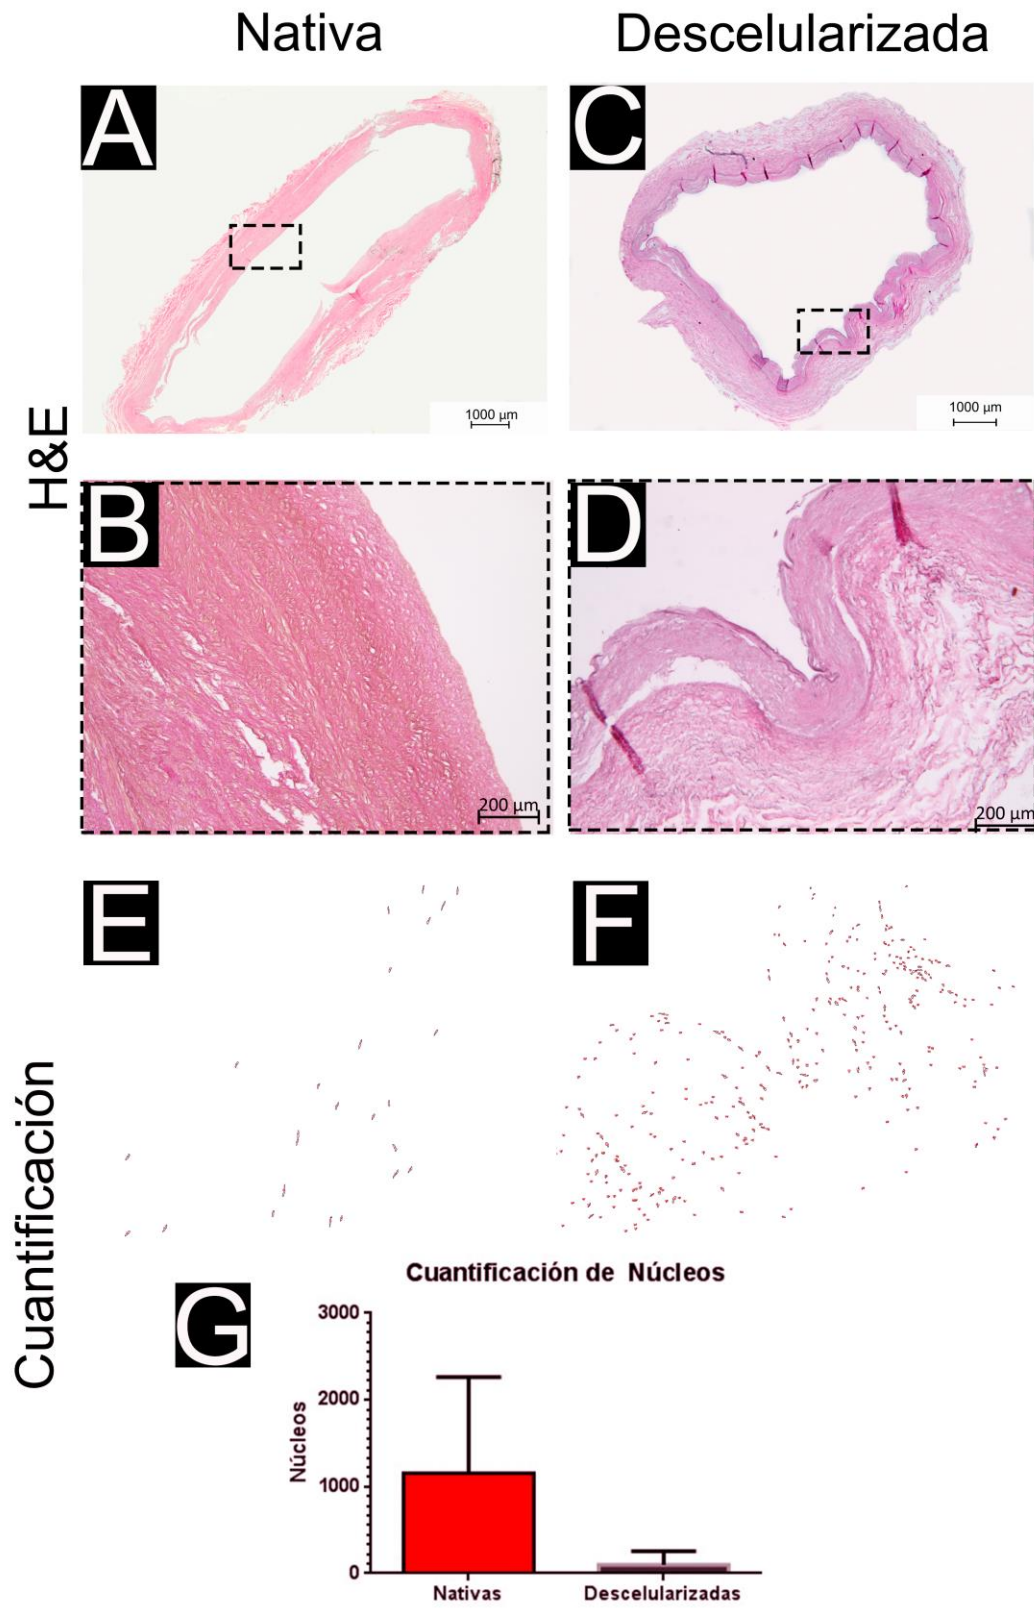 Nativa
Descelularizada
A
C
1000 µm
1000 µm
H&E
B
D
200 µm
200 µm
E
F
Cuantificación
G
Cuantificación de Núcleos
Núcleos
3000
2000
1000
0
Nativas
Descelularizadas